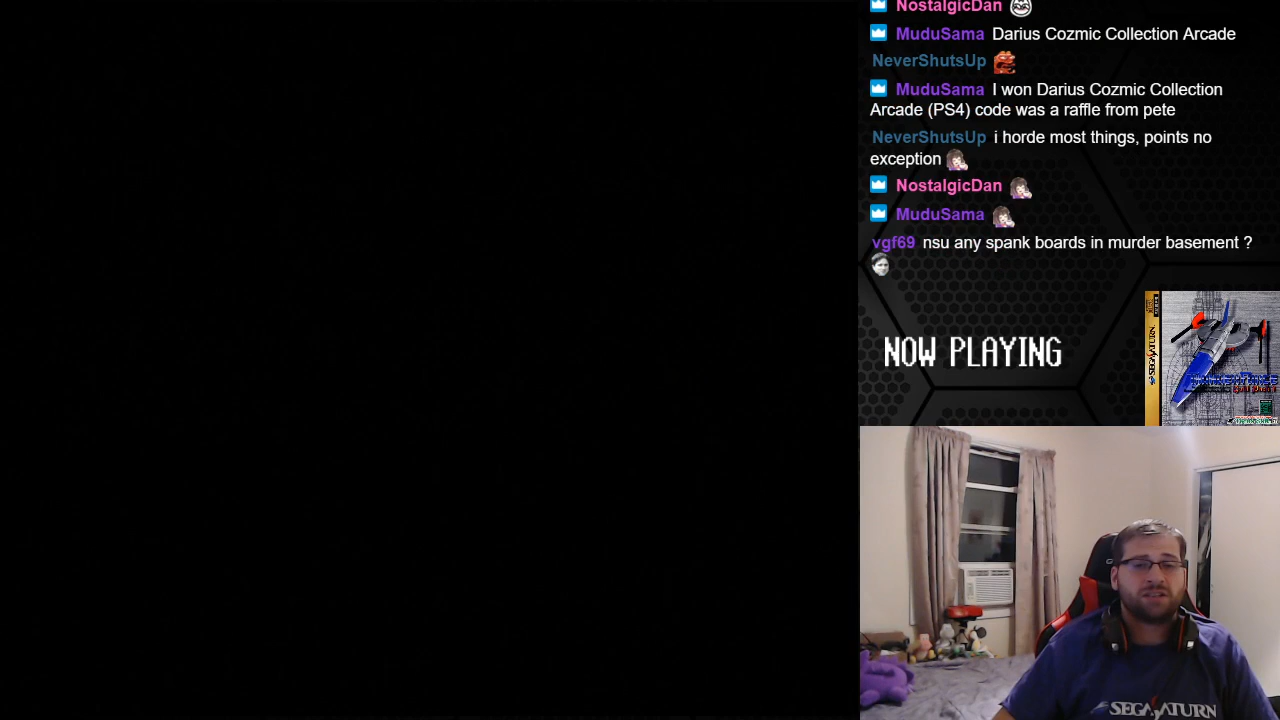 NostalgicDan
MuduSama Darius Cozmic Collection Arcade
NeverShutsUp
MuduSama I won Darius Cozmic Collection
Arcade (PS4) code was a raffle from pete
NeverShutsUp i horde most things, points no
exception
NostalgicDan
MuduSama
vgf69 nsu any spank boards in murder basement ?
NOW PLAYING
SEGA SATURN
SEGA SATURN